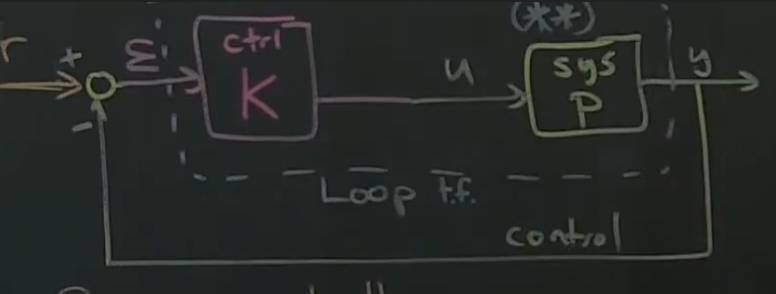 (**)
r + Ɛ ctrl sys y
- K u P
Loop t.f.
control